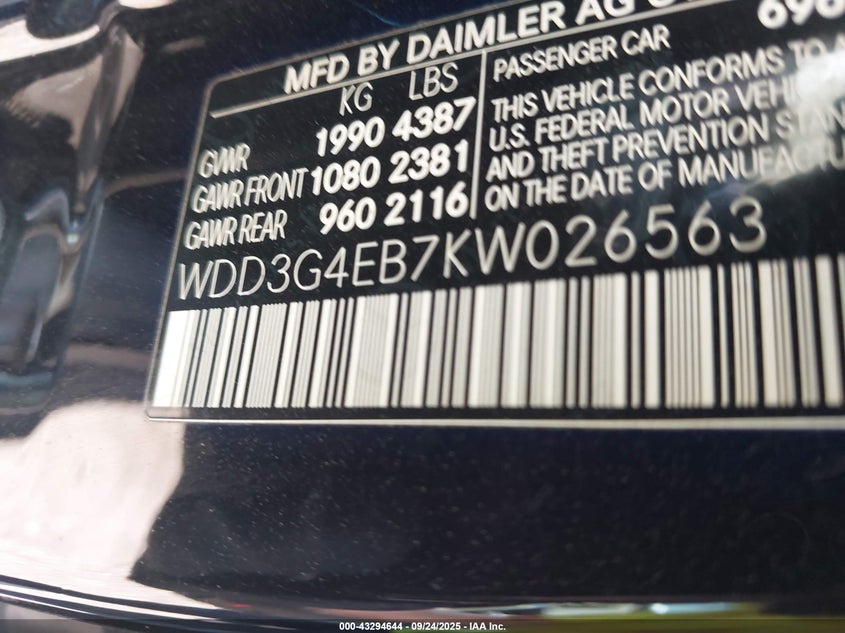 MFD BY DAIMLER AG
KG LBS
GVWR 1990 4387
GAWR FRONT 1080 2381
GAWR REAR 960 2116
PASSENGER CAR
THIS VEHICLE CONFORMS TO
U.S. FEDERAL MOTOR
AND THEFT PREVENTION
ON THE DATE OF
WDD3G4EB7KW026563
000-43294644 - 09/24/2025 - IAA Inc.